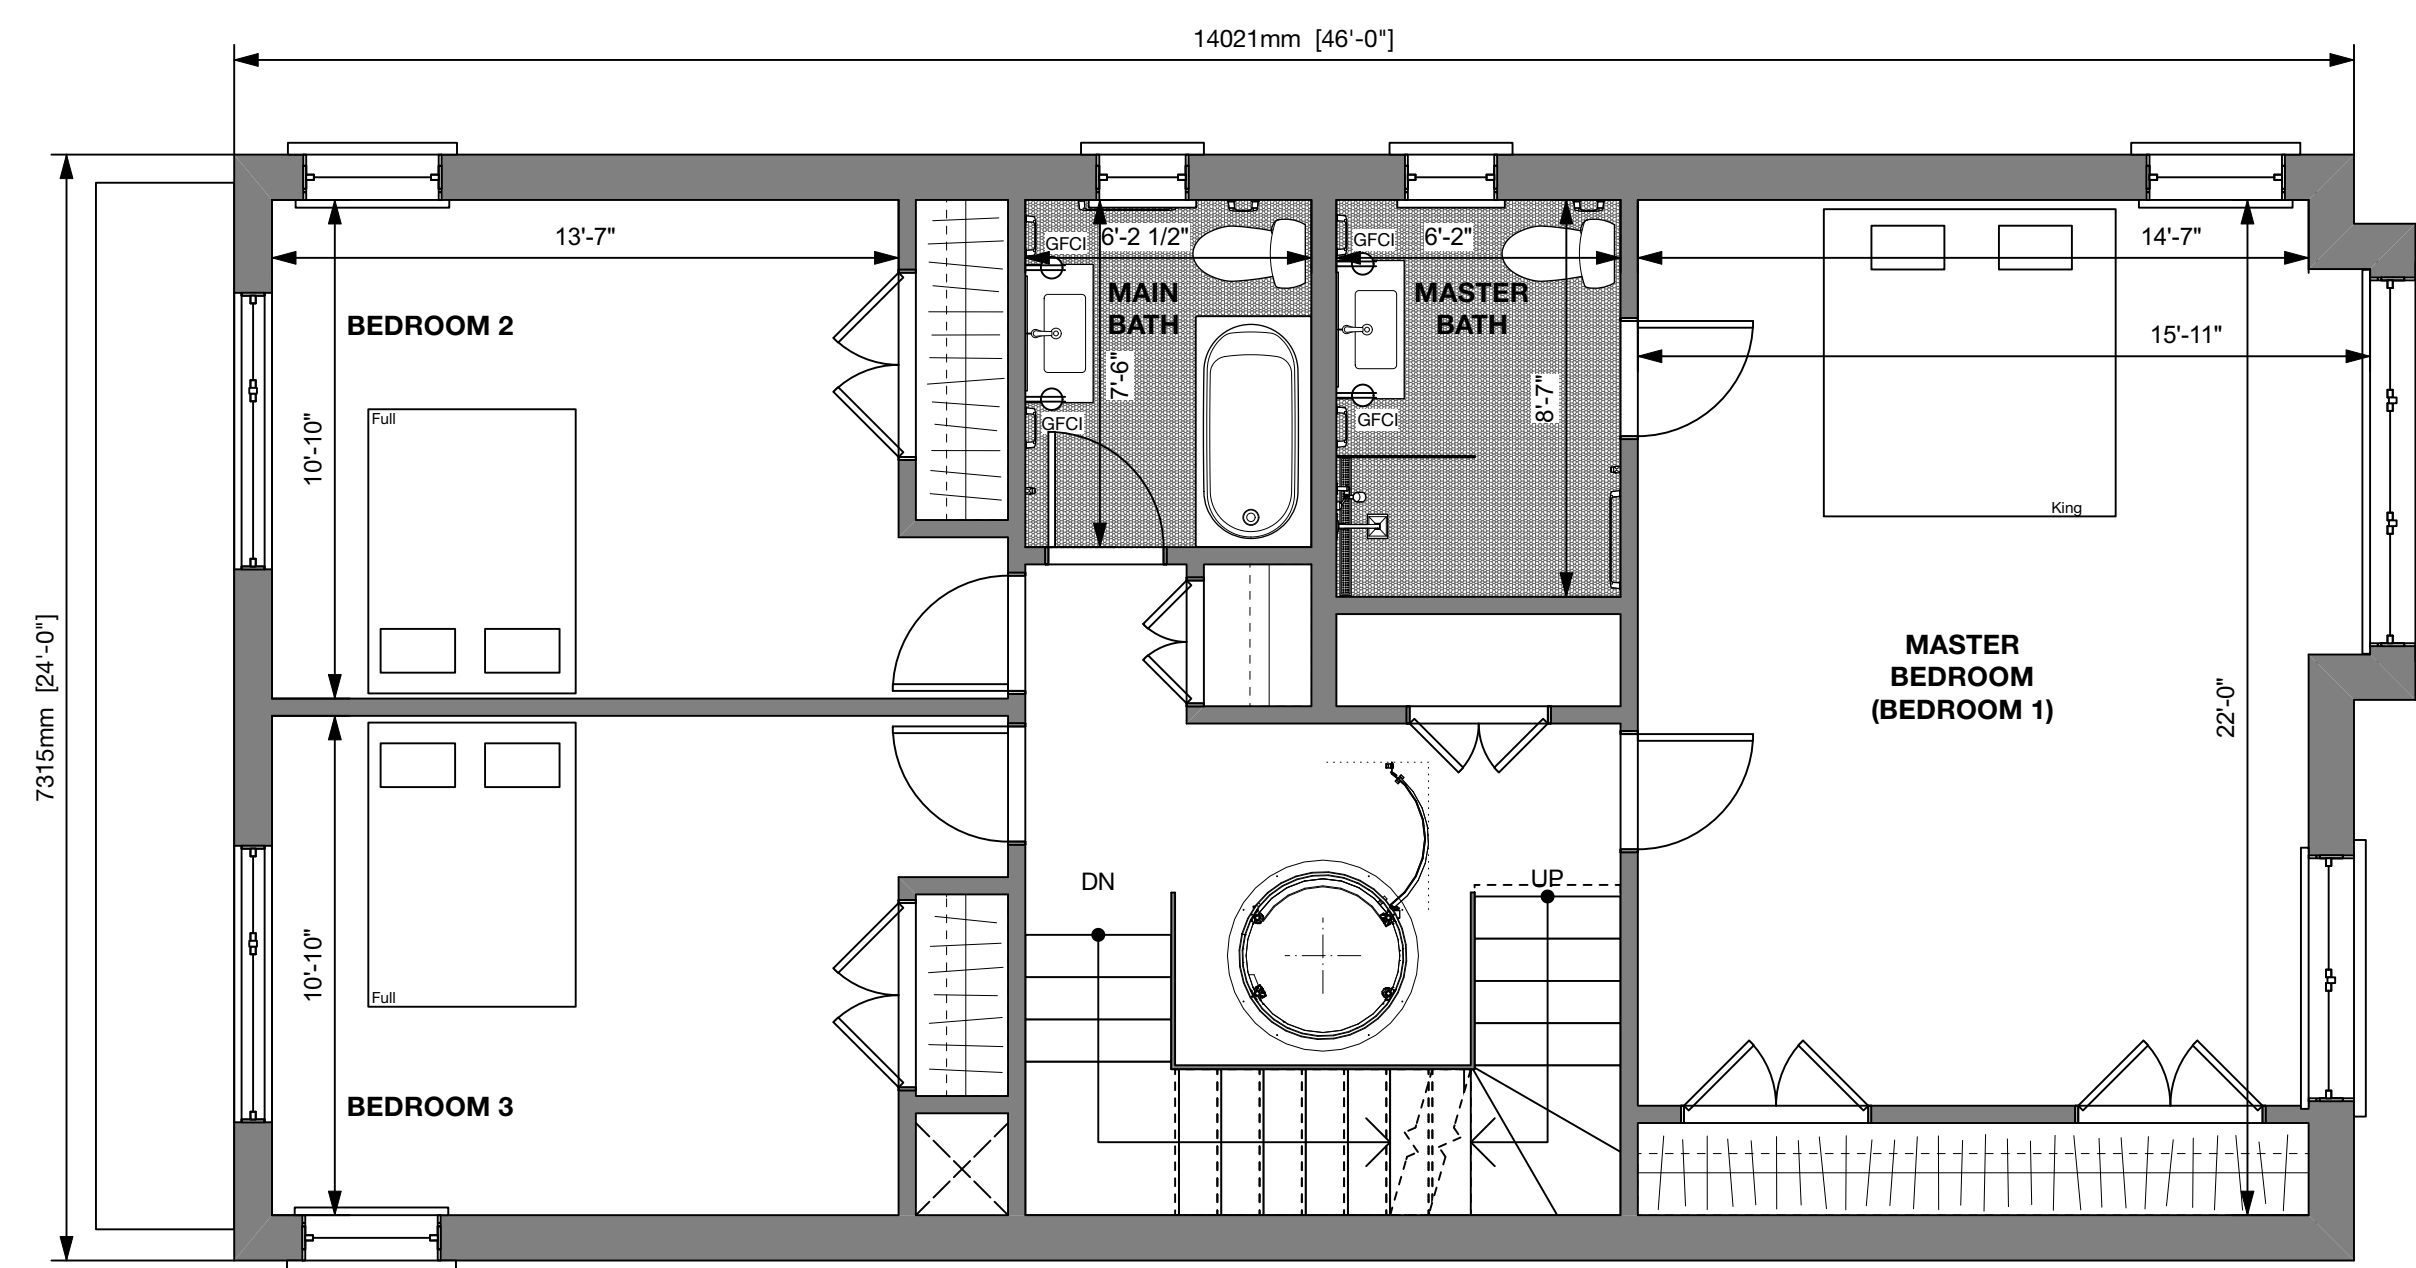 14021mm [46'-0"]
7315mm [24'-0"]
13'-7"
BEDROOM 2
10'-10"
Full
GFCI
6'-2 1/2"
MAIN
BATH
7'-6"
GFCI
GFCI
6'-2"
MASTER
BATH
8'-7"
GFCI
14'-7"
15'-11"
King
MASTER
BEDROOM
(BEDROOM 1)
22'-0"
10'-10"
Full
BEDROOM 3
DN
UP